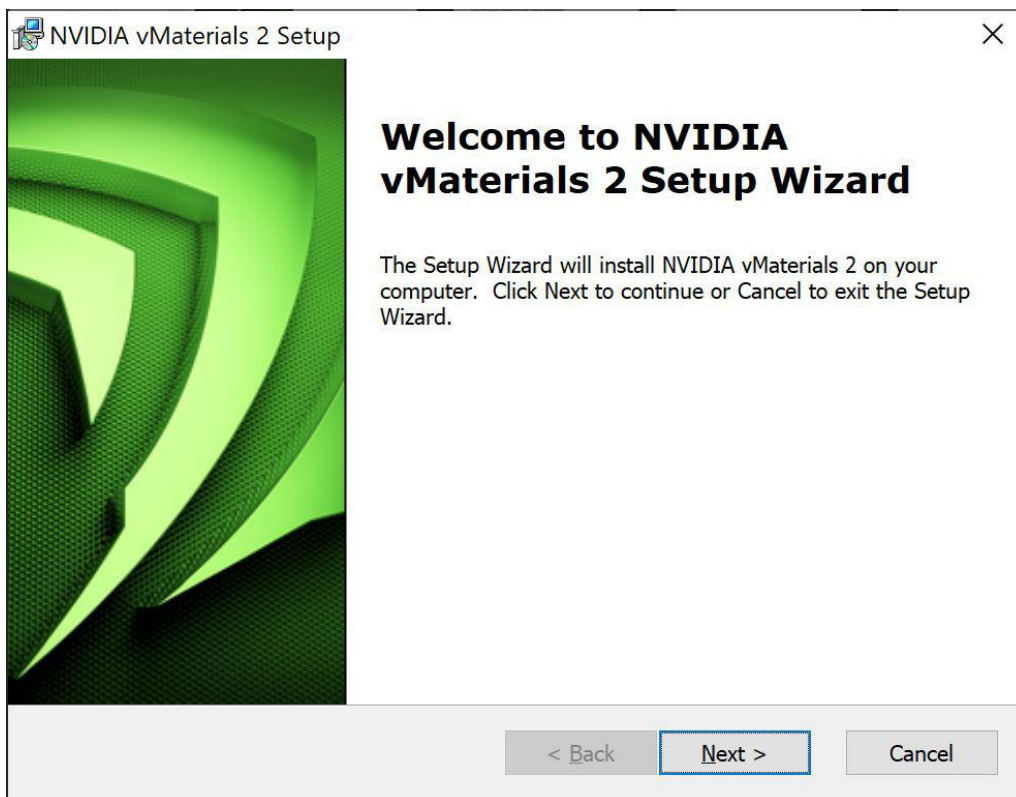 NVIDIA vMaterials 2 Setup
Welcome to NVIDIA
vMaterials 2 Setup Wizard
The Setup Wizard will install NVIDIA vMaterials 2 on your
computer.  Click Next to continue or Cancel to exit the Setup
Wizard.
< Back
Next >
Cancel